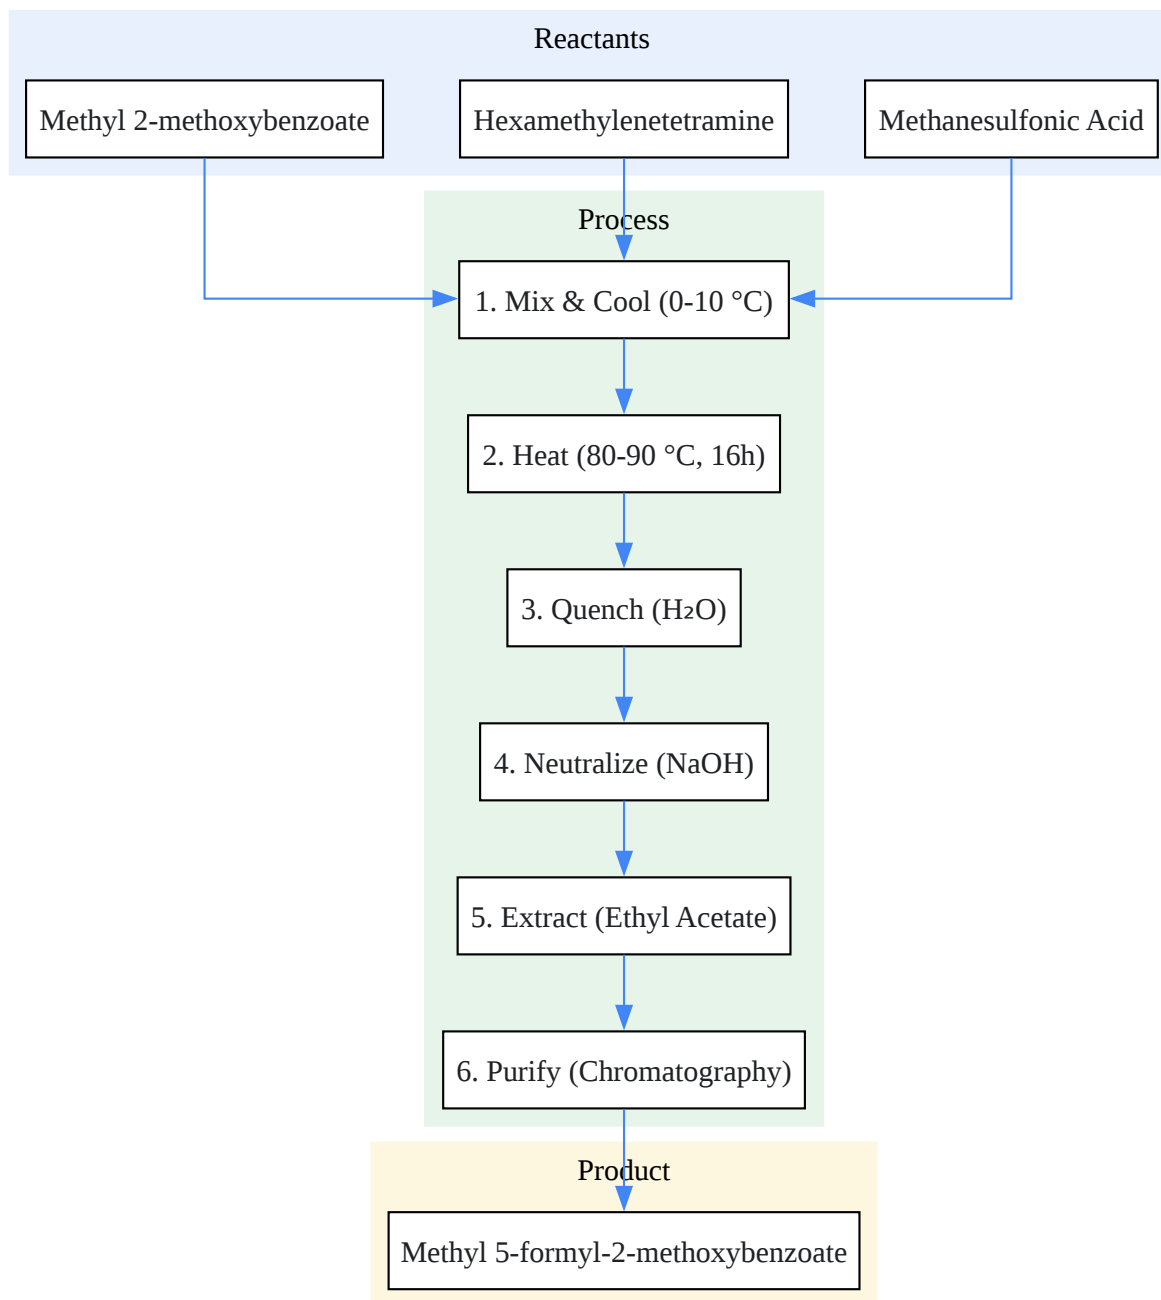 Reactants
Methyl 2-methoxybenzoate
Hexamethylenetetramine
Methanesulfonic Acid
Process
1. Mix & Cool (0-10 °C)
2. Heat (80-90 °C, 16h)
3. Quench (H₂O)
4. Neutralize (NaOH)
5. Extract (Ethyl Acetate)
6. Purify (Chromatography)
Product
Methyl 5-formyl-2-methoxybenzoate